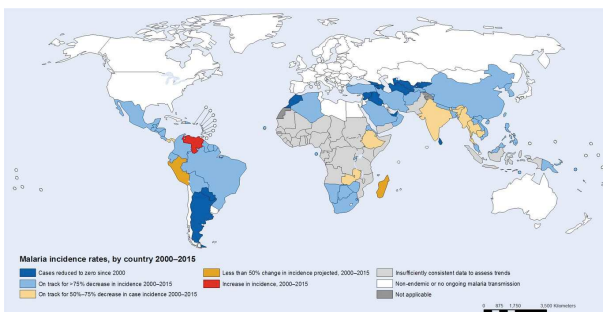 Malaria incidence rates, by country 2000–2015
Cases reduced to zero since 2000
On track for >75% decrease in incidence 2000–2015
On track for 50%–75% decrease in case incidence 2000–2015
Less than 50% change in incidence projected, 2000–2015
Increase in incidence, 2000–2015
Insufficiently consistent data to assess trends
Non-endemic or no ongoing malaria transmission
Not applicable
0 875 1,750 3,500 Kilometers